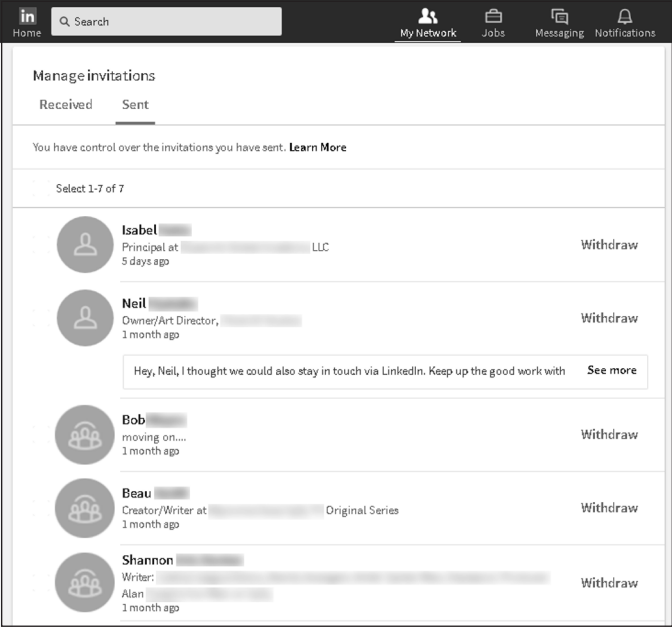 in
Search
Home
My Network
Jobs
Messaging
Notifications
Manage invitations
Received
Sent
You have control over the invitations you have sent. Learn More
Select 1-7 of 7
Isabel
Principal at LLC
5 days ago
Withdraw
Neil
Owner/Art Director,
1 month ago
Withdraw
Hey, Neil, I thought we could also stay in touch via LinkedIn. Keep up the good work with
See more
Bob
moving on....
1 month ago
Withdraw
Beau
Creator/Writer at Original Series
1 month ago
Withdraw
Shannon
Writer:
Alan
1 month ago
Withdraw